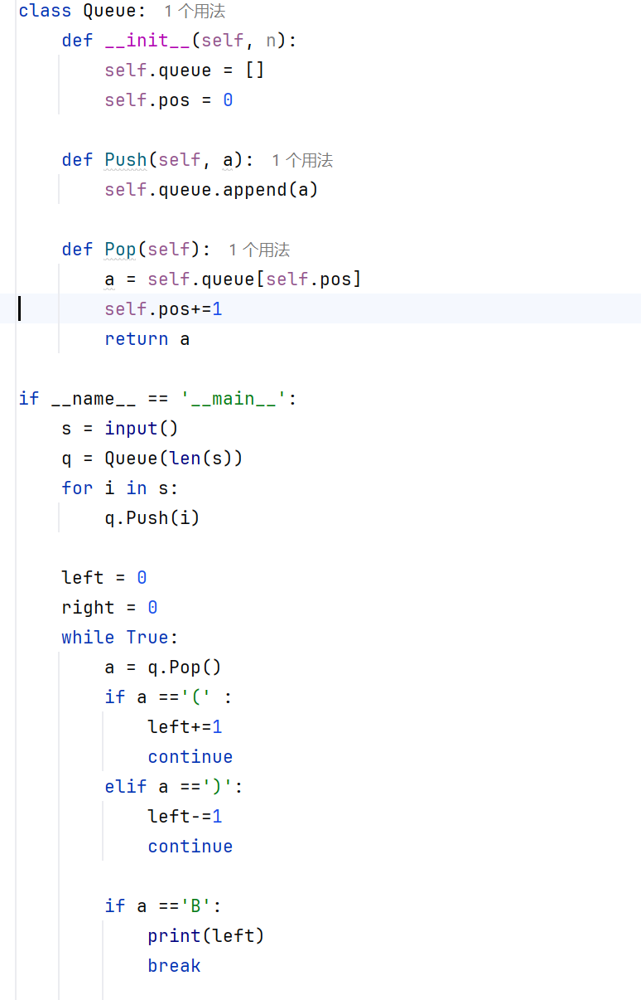 class Queue: 1 个用法
    def __init__(self, n):
        self.queue = []
        self.pos = 0
    def Push(self, a): 1 个用法
        self.queue.append(a)
    def Pop(self): 1 个用法
        a = self.queue[self.pos]
        self.pos+=1
        return a
if __name__ == '__main__':
    s = input()
    q = Queue(len(s))
    for i in s:
        q.Push(i)
    left = 0
    right = 0
    while True:
        a = q.Pop()
        if a =='(' :
            left+=1
            continue
        elif a ==')':
            left-=1
            continue
        if a =='B':
            print(left)
            break